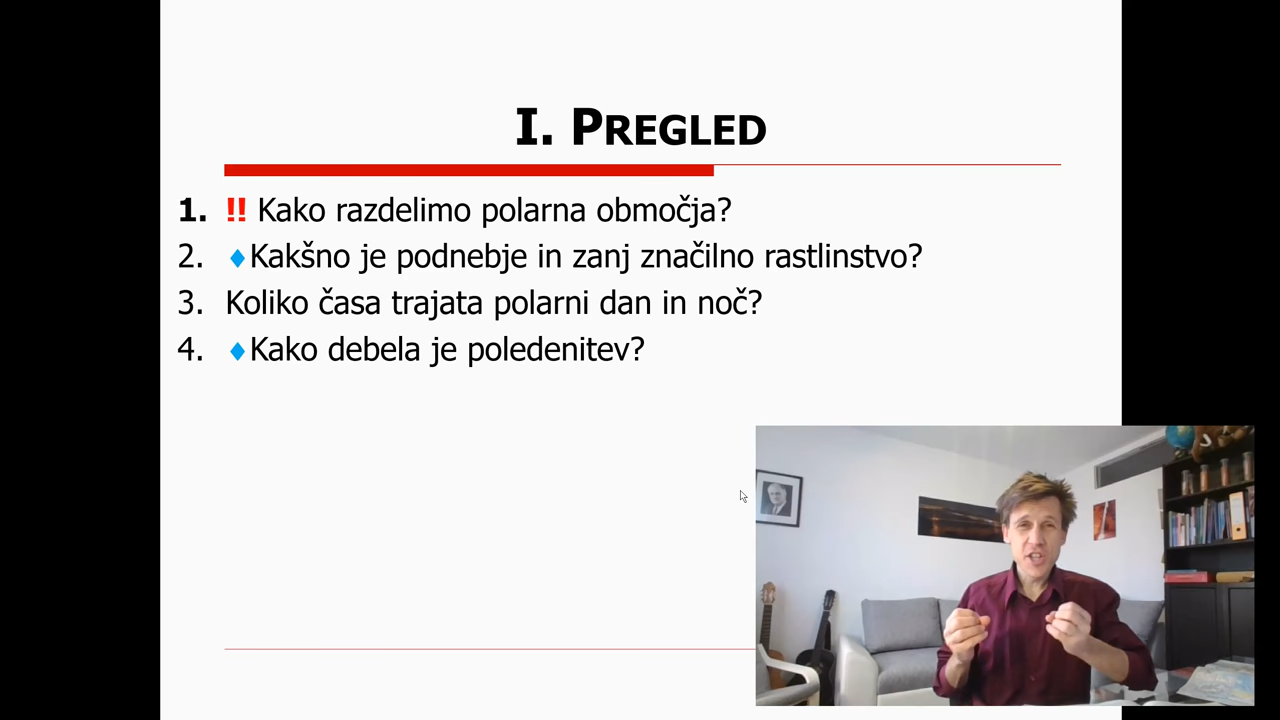 I. PREGLED
1. !! Kako razdelimo polarna območja?
2. ♦Kakšno je podnebje in zanj značilno rastlinstvo?
3. Koliko časa trajata polarni dan in noč?
4. ♦Kako debela je poledenitev?